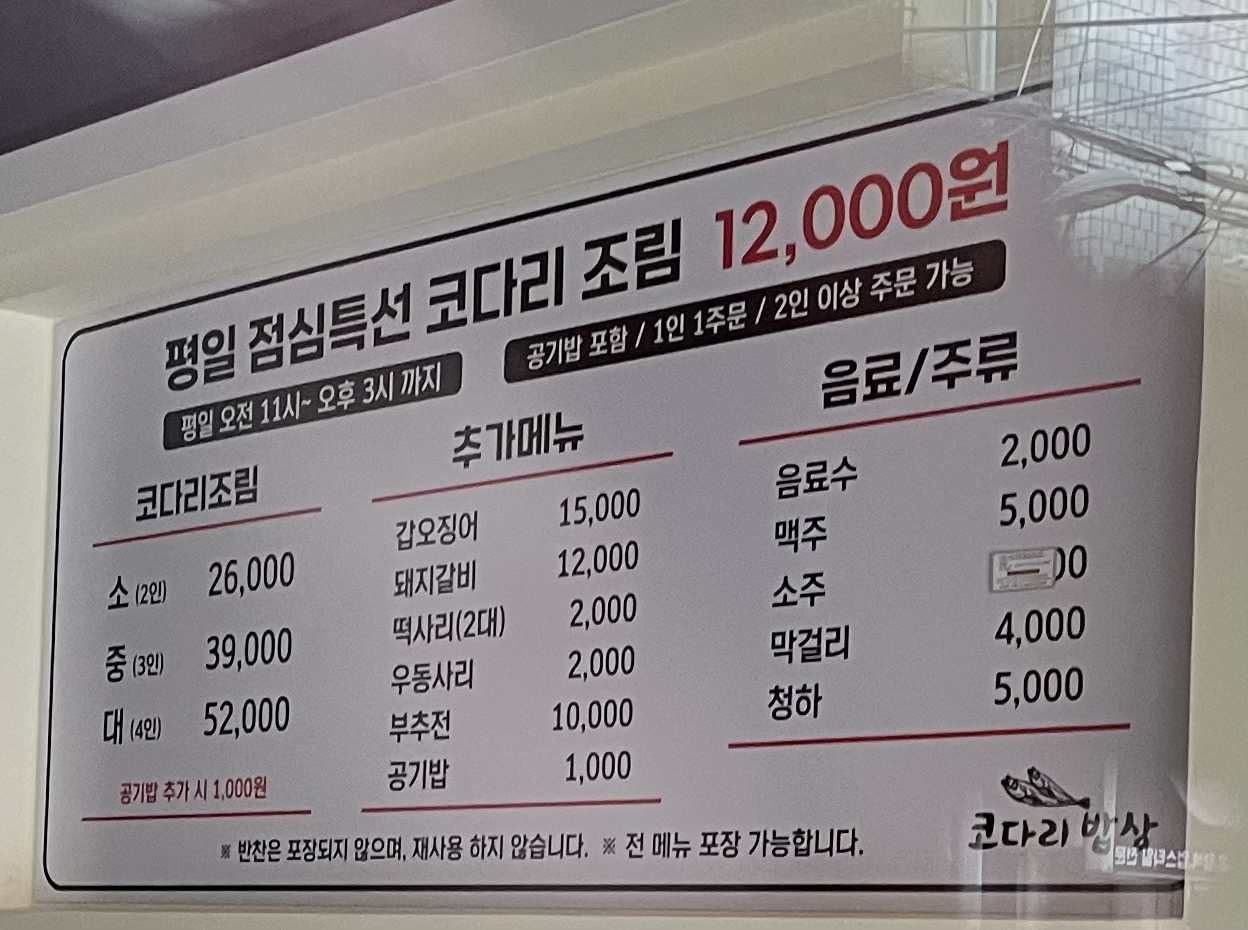 평일 점심특선 코다리 조림 12,000원
평일 오전 11시~ 오후 3시 까지
공기밥 포함 / 1인 1주문 / 2인 이상 주문 가능
코다리조림
소 (2인) 26,000
중 (3인) 39,000
대 (4인) 52,000
공기밥 추가 시 1,000원
추가메뉴
갑오징어 15,000
돼지갈비 12,000
떡사리(2대) 2,000
우동사리 2,000
부추전 10,000
공기밥 1,000
음료/주류
음료수 2,000
맥주 5,000
소주
막걸리 4,000
청하 5,000
※ 반찬은 포장되지 않으며, 재사용 하지 않습니다. ※ 전 메뉴 포장 가능합니다.
코다리 밥상